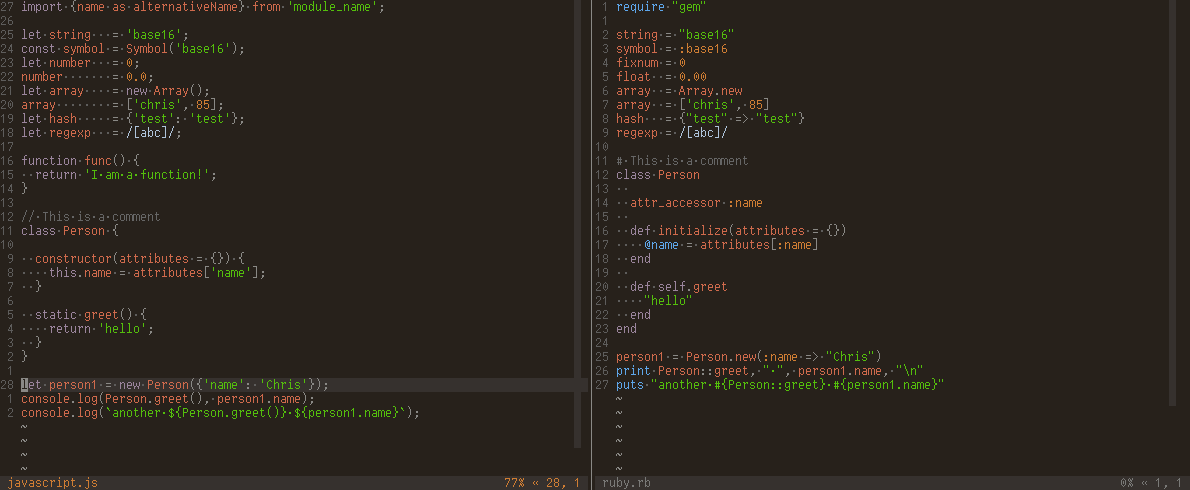 27 import {name as alternativeName} from 'module_name';
26
25 let string   = 'base16';
24 const symbol = Symbol('base16');
23 let number   = 0;
22 number       = 0.0;
21 let array    = new Array();
20 array        = ['chris', 85];
19 let hash     = {'test': 'test'};
18 let regexp   = /[abc]/;
17
16 function func() {
15   return 'I am a function!';
14 }
13
12 // This is a comment
11 class Person {
10
9   constructor(attributes = {}) {
8     this.name = attributes['name'];
7   }
6
5   static greet() {
4     return 'hello';
3   }
2 }
1
28 let person1 = new Person({'name': 'Chris'});
1 console.log(Person.greet(), person1.name);
2 console.log(`another ${Person.greet()} ${person1.name}`);
~
~
~
~
javascript.js 77% « 28, 1
1 require "gem"
1
2 string = "base16"
3 symbol = :base16
4 fixnum = 0
5 float  = 0.00
6 array  = Array.new
7 array  = ['chris', 85]
8 hash   = {"test" => "test"}
9 regexp = /[abc]/
10
11 # This is a comment
12 class Person
13
14   attr_accessor :name
15
16   def initialize(attributes = {})
17     @name = attributes[:name]
18   end
19
20   def self.greet
21     "hello"
22   end
23 end
24
25 person1 = Person.new(:name => "Chris")
26 print Person::greet, " ", person1.name, "\n"
27 puts "another #{Person::greet} #{person1.name}"
~
~
~
~
~
~
ruby.rb 0% « 1, 1